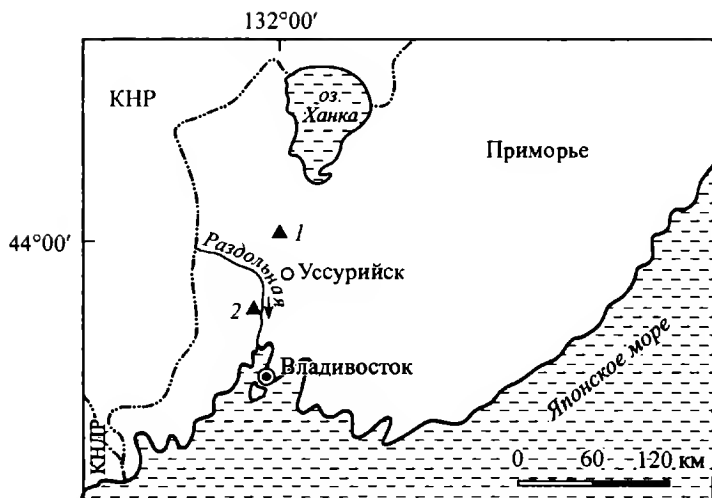 132°00′
КНР
оз.
Ханка
Приморье
1
44°00′
Раздольная
Уссурийск
2
Владивосток
Японское море
КНДР
0 60 120 км